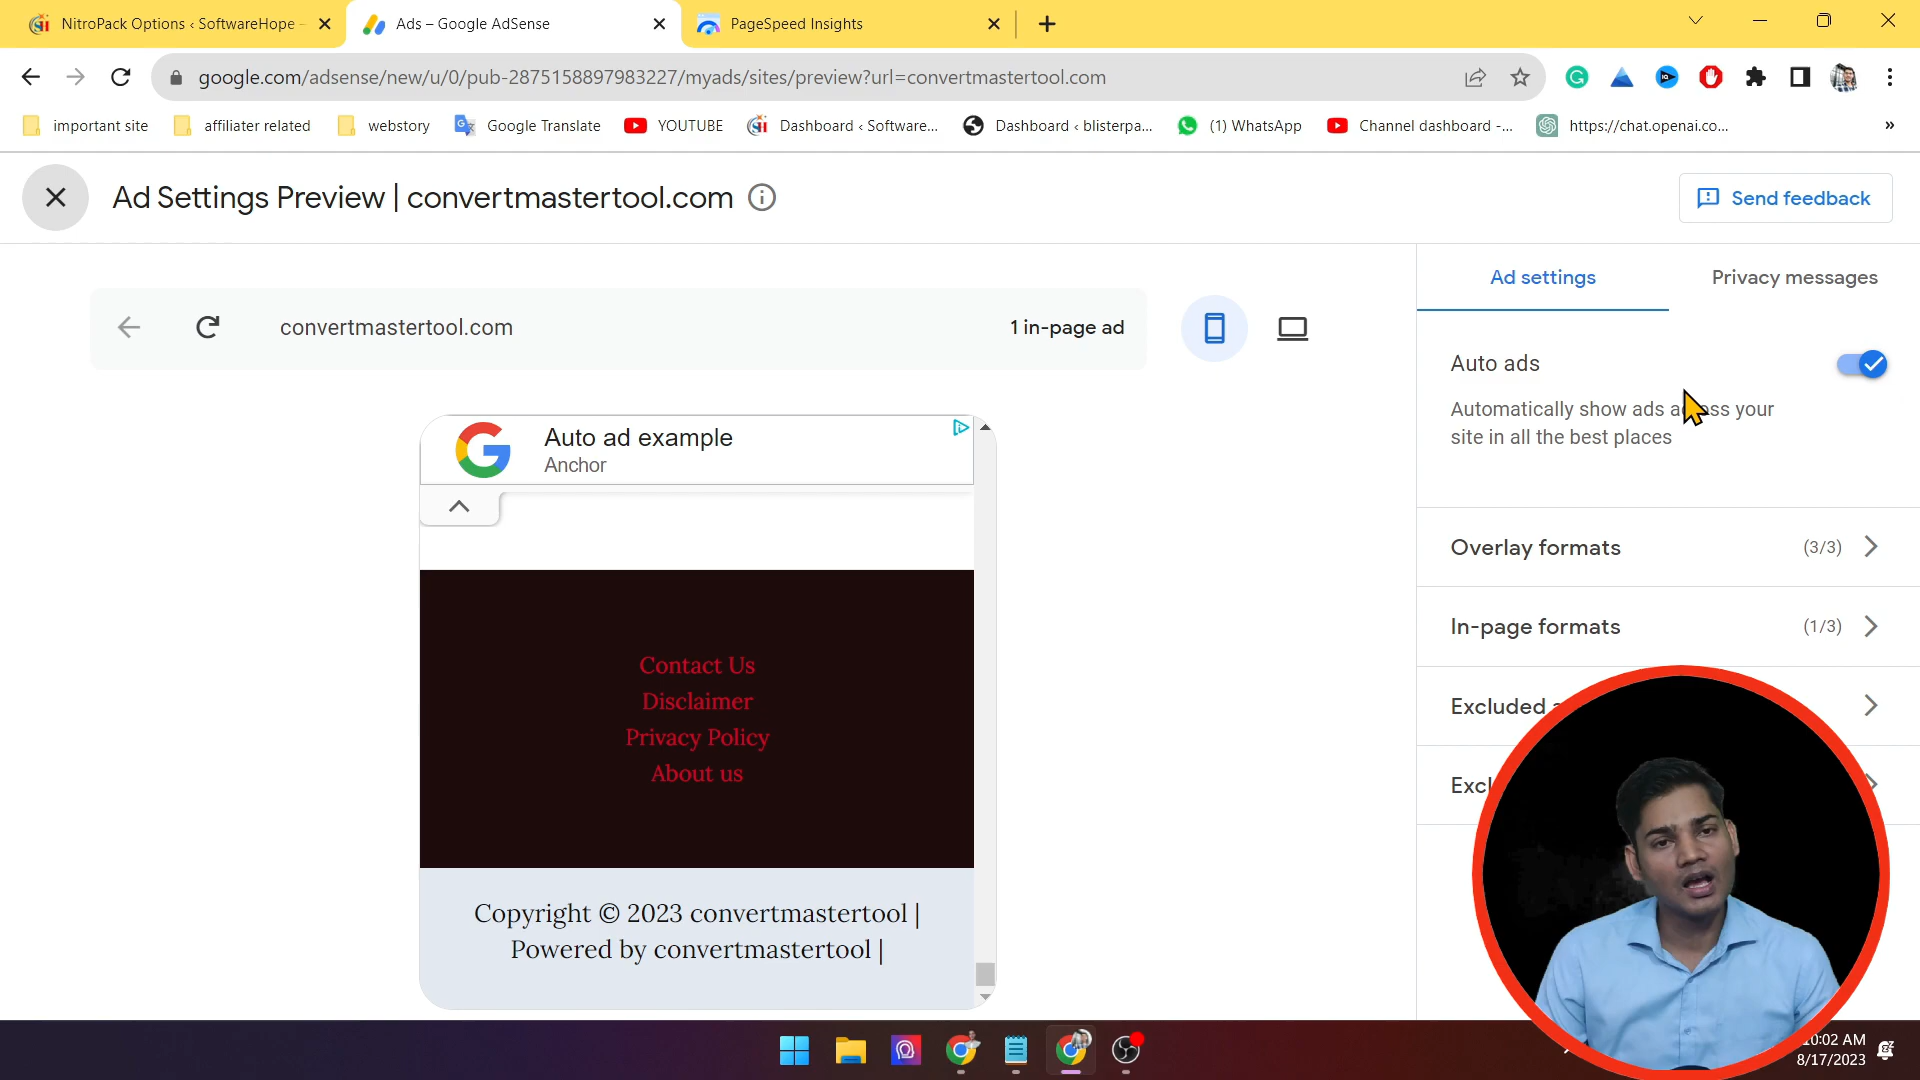 NitroPack Options ‹ SoftwareHope -
Ads – Google AdSense
PageSpeed Insights
google.com/adsense/new/u/0/pub-2875158897983227/myads/sites/preview?url=convertmastertool.com
important site
affiliater related
webstory
Google Translate
YOUTUBE
Dashboard ‹ Software...
Dashboard ‹ blisterpa...
(1) WhatsApp
Channel dashboard -...
https://chat.openai.co...
»
Ad Settings Preview | convertmastertool.com
Send feedback
convertmastertool.com
1 in-page ad
Auto ad example
Anchor
Contact Us
Disclaimer
Privacy Policy
About us
Copyright © 2023 convertmastertool |
Powered by convertmastertool |
Ad settings
Privacy messages
Auto ads
Automatically show ads across your
site in all the best places
Overlay formats (3/3)
In-page formats (1/3)
Excluded
:02 AM
8/17/2023